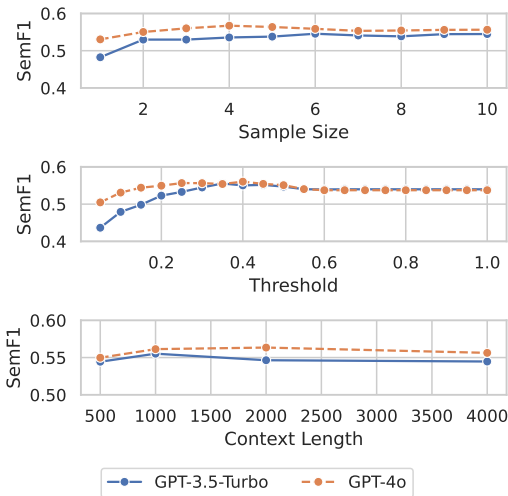 SemF1
0.6
0.5
0.4
2 4 6 8 10
Sample Size
SemF1
0.6
0.5
0.4
0.2 0.4 0.6 0.8 1.0
Threshold
SemF1
0.60
0.55
0.50
500 1000 1500 2000 2500 3000 3500 4000
Context Length
GPT-3.5-Turbo GPT-4o